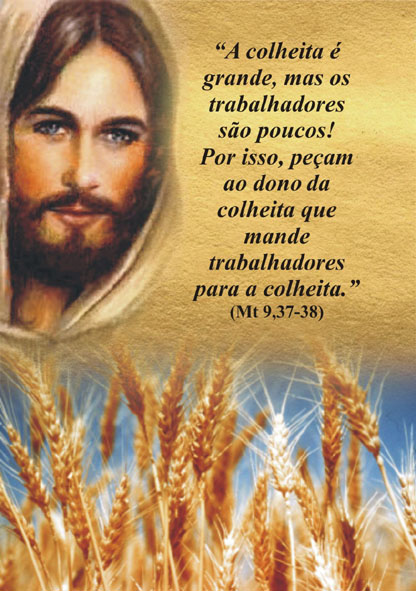 “A colheita é
grande, mas os
trabalhadores
são poucos!
Por isso, peçam
ao dono da
colheita que
mande
trabalhadores
para a colheita.”
(Mt 9,37-38)